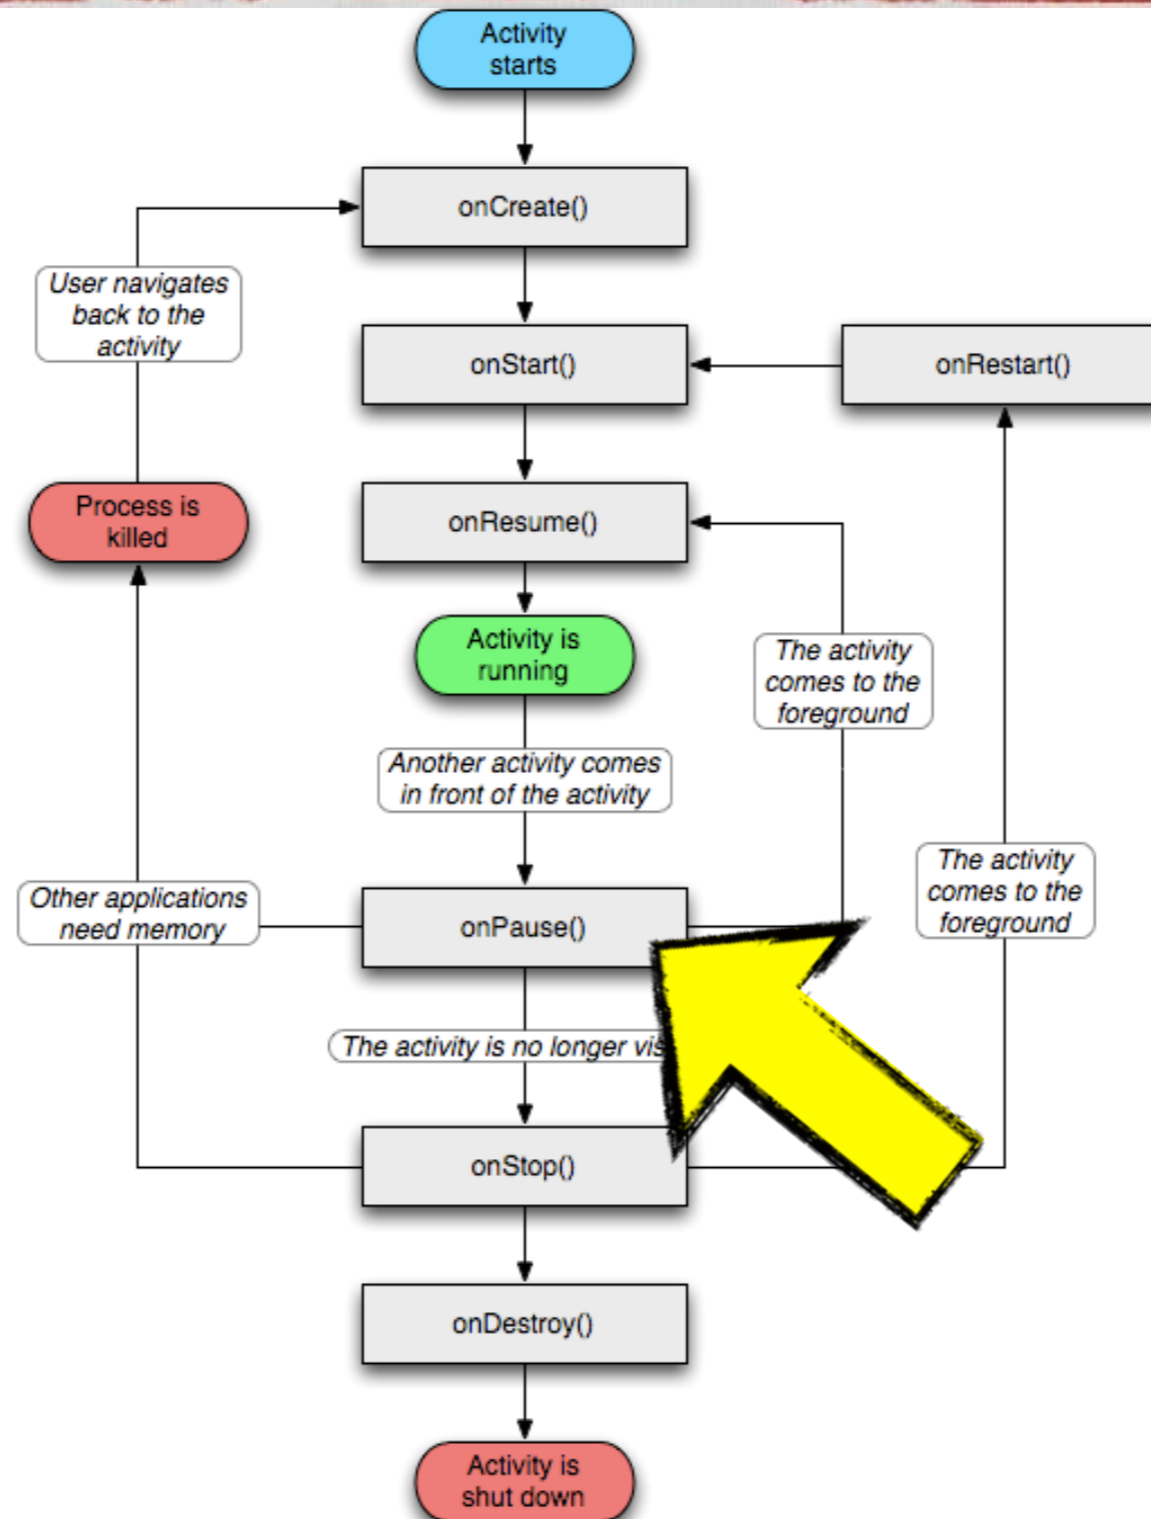 Activity
starts
onCreate()
User navigates
back to the
activity
onStart()
onRestart()
Process is
killed
onResume()
Activity is
running
The activity
comes to the
foreground
Another activity comes
in front of the activity
The activity
comes to the
foreground
Other applications
need memory
onPause()
The activity is no longer
onStop()
onDestroy()
Activity is
shut down